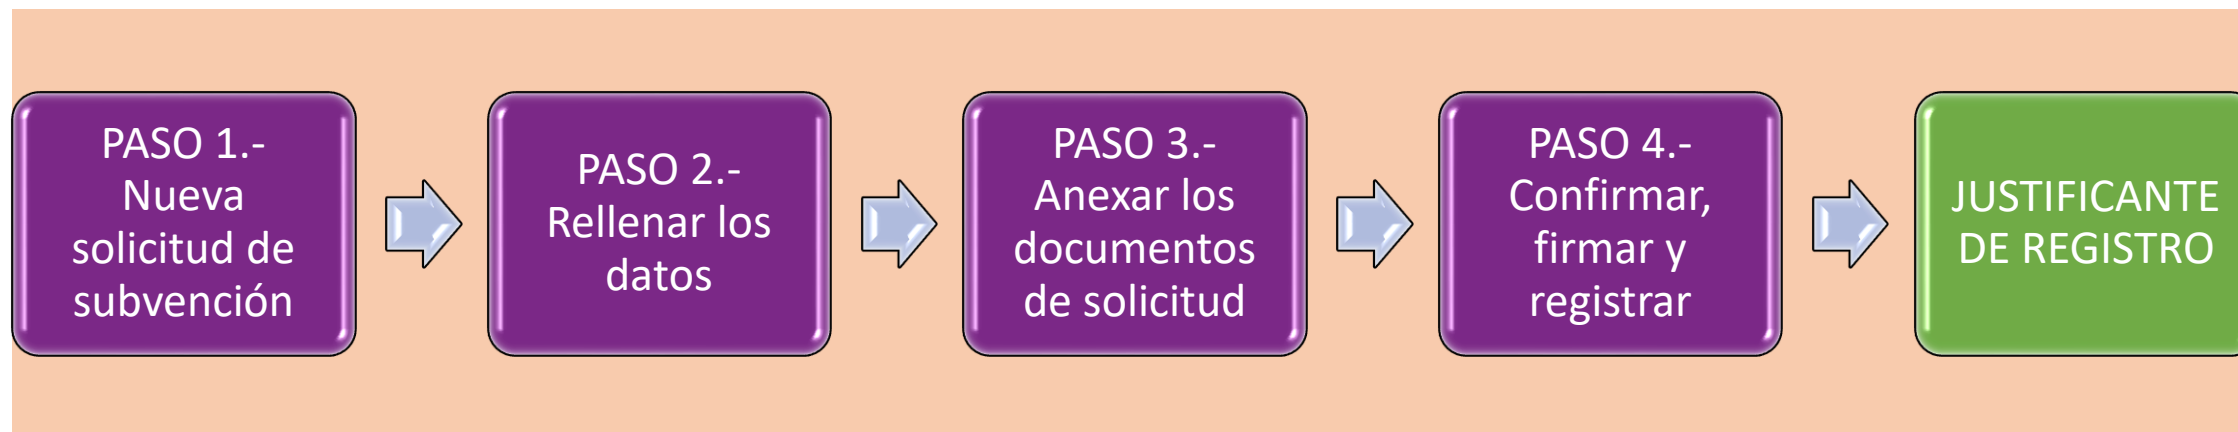 PASO 1.-
Nueva
solicitud de
subvención
PASO 2.-
Rellenar los
datos
PASO 3.-
Anexar los
documentos
de solicitud
PASO 4.-
Confirmar,
firmar y
registrar
JUSTIFICANTE
DE REGISTRO